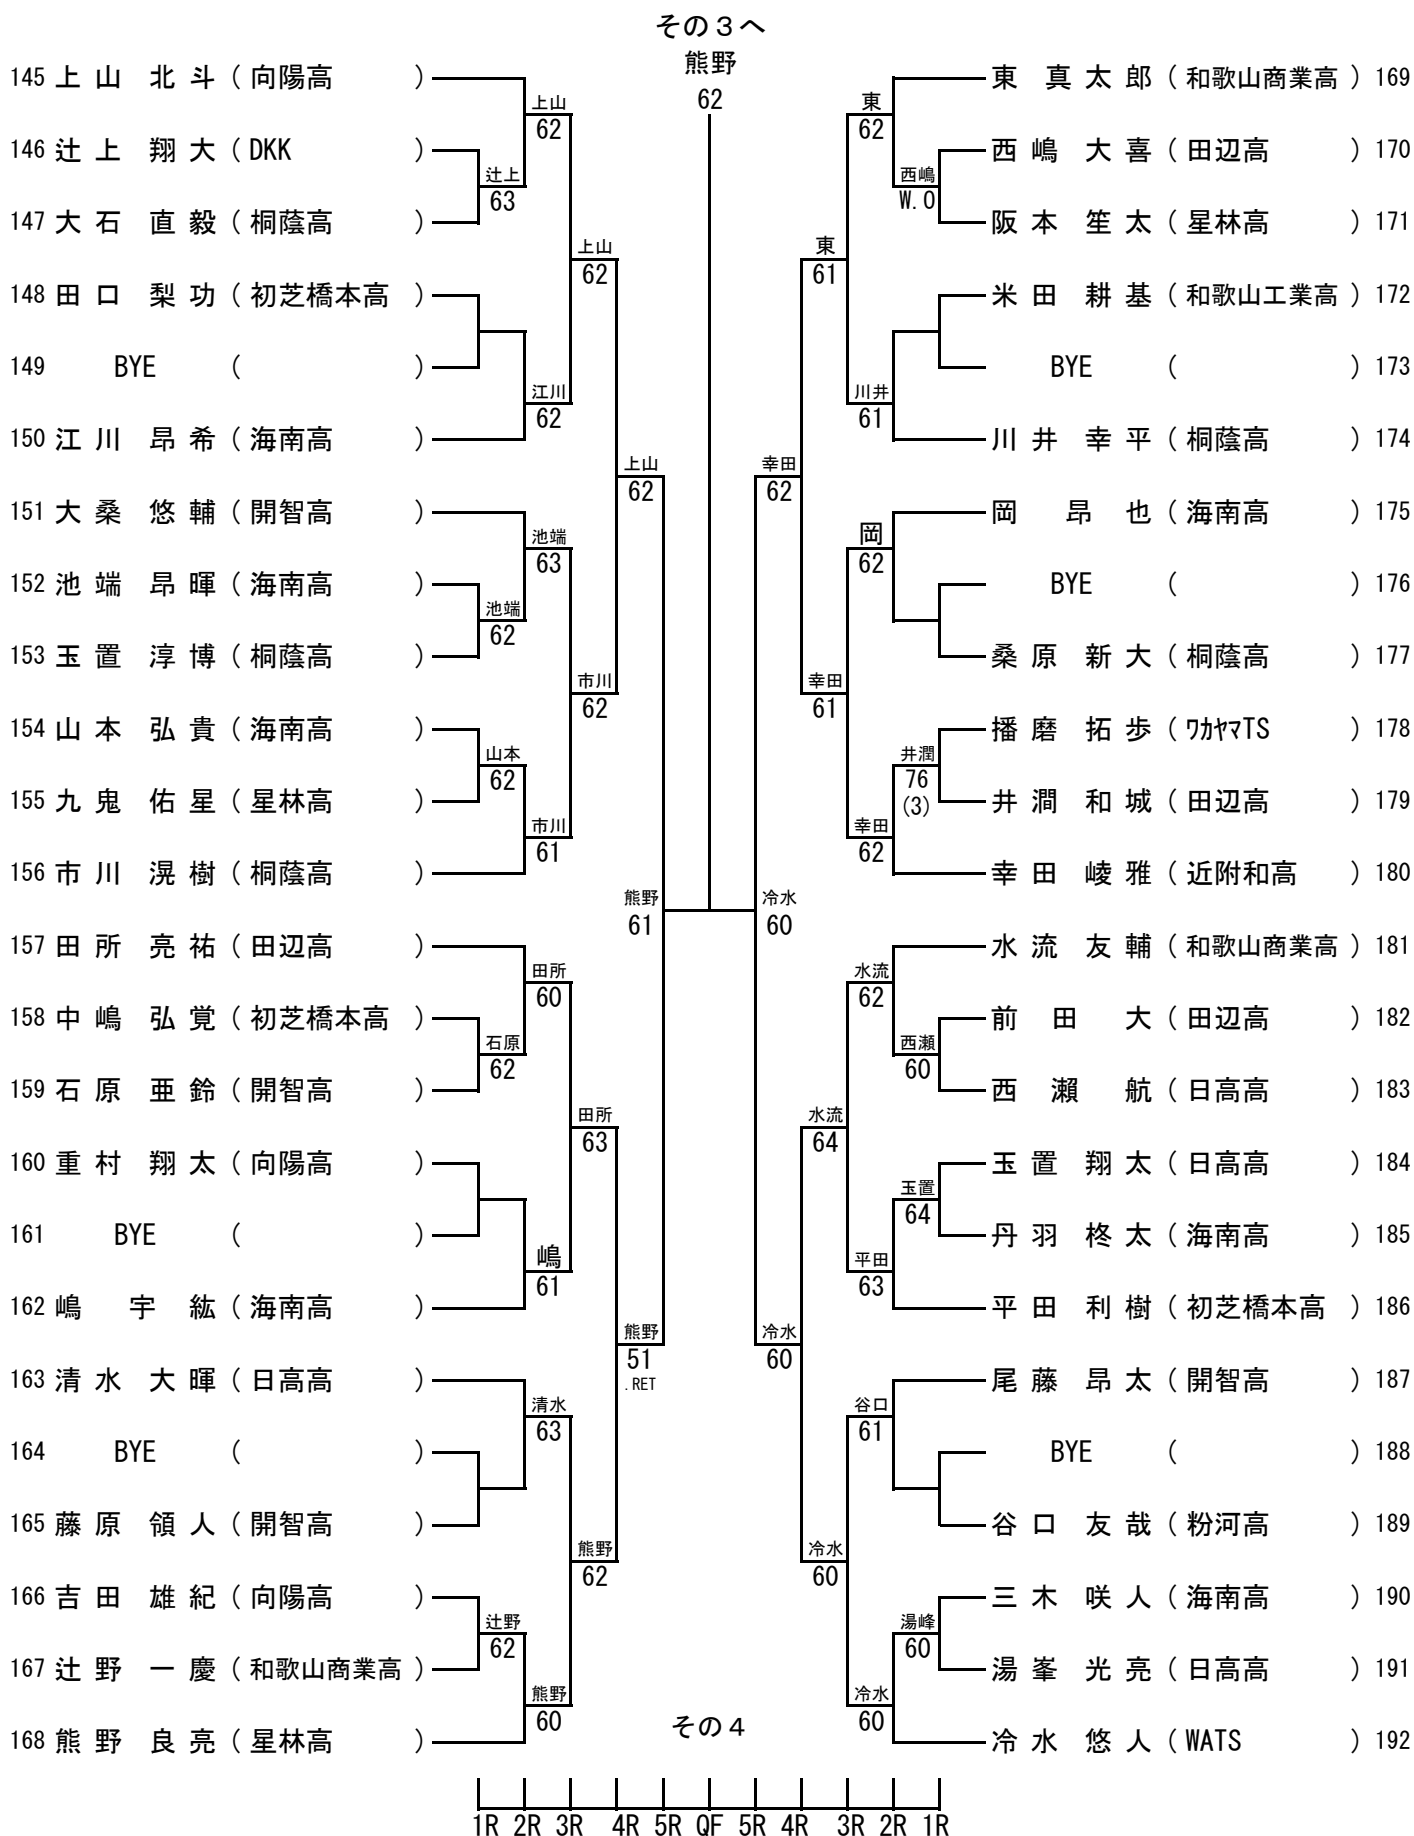 その３へ
熊野
62
145 上山 北斗（向陽高）
上山
62
146 辻上 翔大（DKK）
辻上
63
147 大石 直毅（桐蔭高）
上山
62
148 田口 梨功（初芝橋本高）
149 BYE （ ）
江川
62
150 江川 昂希（海南高）
上山
62
151 大桑 悠輔（開智高）
池端
63
152 池端 昂暉（海南高）
池端
62
153 玉置 淳博（桐蔭高）
市川
62
154 山本 弘貴（海南高）
山本
62
155 九鬼 佑星（星林高）
市川
61
156 市川 滉樹（桐蔭高）
熊野
61
157 田所 亮祐（田辺高）
田所
60
158 中嶋 弘覚（初芝橋本高）
石原
62
159 石原 亜鈴（開智高）
田所
63
160 重村 翔太（向陽高）
161 BYE （ ）
嶋
61
162 嶋 宇紘（海南高）
熊野
51
.RET
163 清水 大暉（日高高）
清水
63
164 BYE （ ）
165 藤原 領人（開智高）
熊野
62
166 吉田 雄紀（向陽高）
辻野
62
167 辻野 一慶（和歌山商業高）
熊野
60
168 熊野 良亮（星林高）
東 真太郎（和歌山商業高）169
東
62
西嶋 大喜（田辺高）170
西嶋
W.O
阪本 笙太（星林高）171
東
61
米田 耕基（和歌山工業高）172
BYE （ ）173
川井
61
川井 幸平（桐蔭高）174
幸田
62
岡 昂也（海南高）175
岡
62
BYE （ ）176
桑原 新大（桐蔭高）177
幸田
61
播磨 拓歩（ﾜｶﾔﾏTS）178
井潤
76
(3)
井澗 和城（田辺高）179
幸田
62
幸田 崚雅（近附和高）180
冷水
60
水流 友輔（和歌山商業高）181
水流
62
前田 大（田辺高）182
西瀬
60
西瀬 航（日高高）183
水流
64
玉置 翔太（日高高）184
玉置
64
丹羽 柊太（海南高）185
平田
63
平田 利樹（初芝橋本高）186
冷水
60
尾藤 昂太（開智高）187
谷口
61
BYE （ ）188
谷口 友哉（粉河高）189
冷水
60
三木 咲人（海南高）190
湯峰
60
湯峯 光亮（日高高）191
冷水
60
冷水 悠人（WATS）192
その４
1R 2R 3R 4R 5R QF 5R 4R 3R 2R 1R